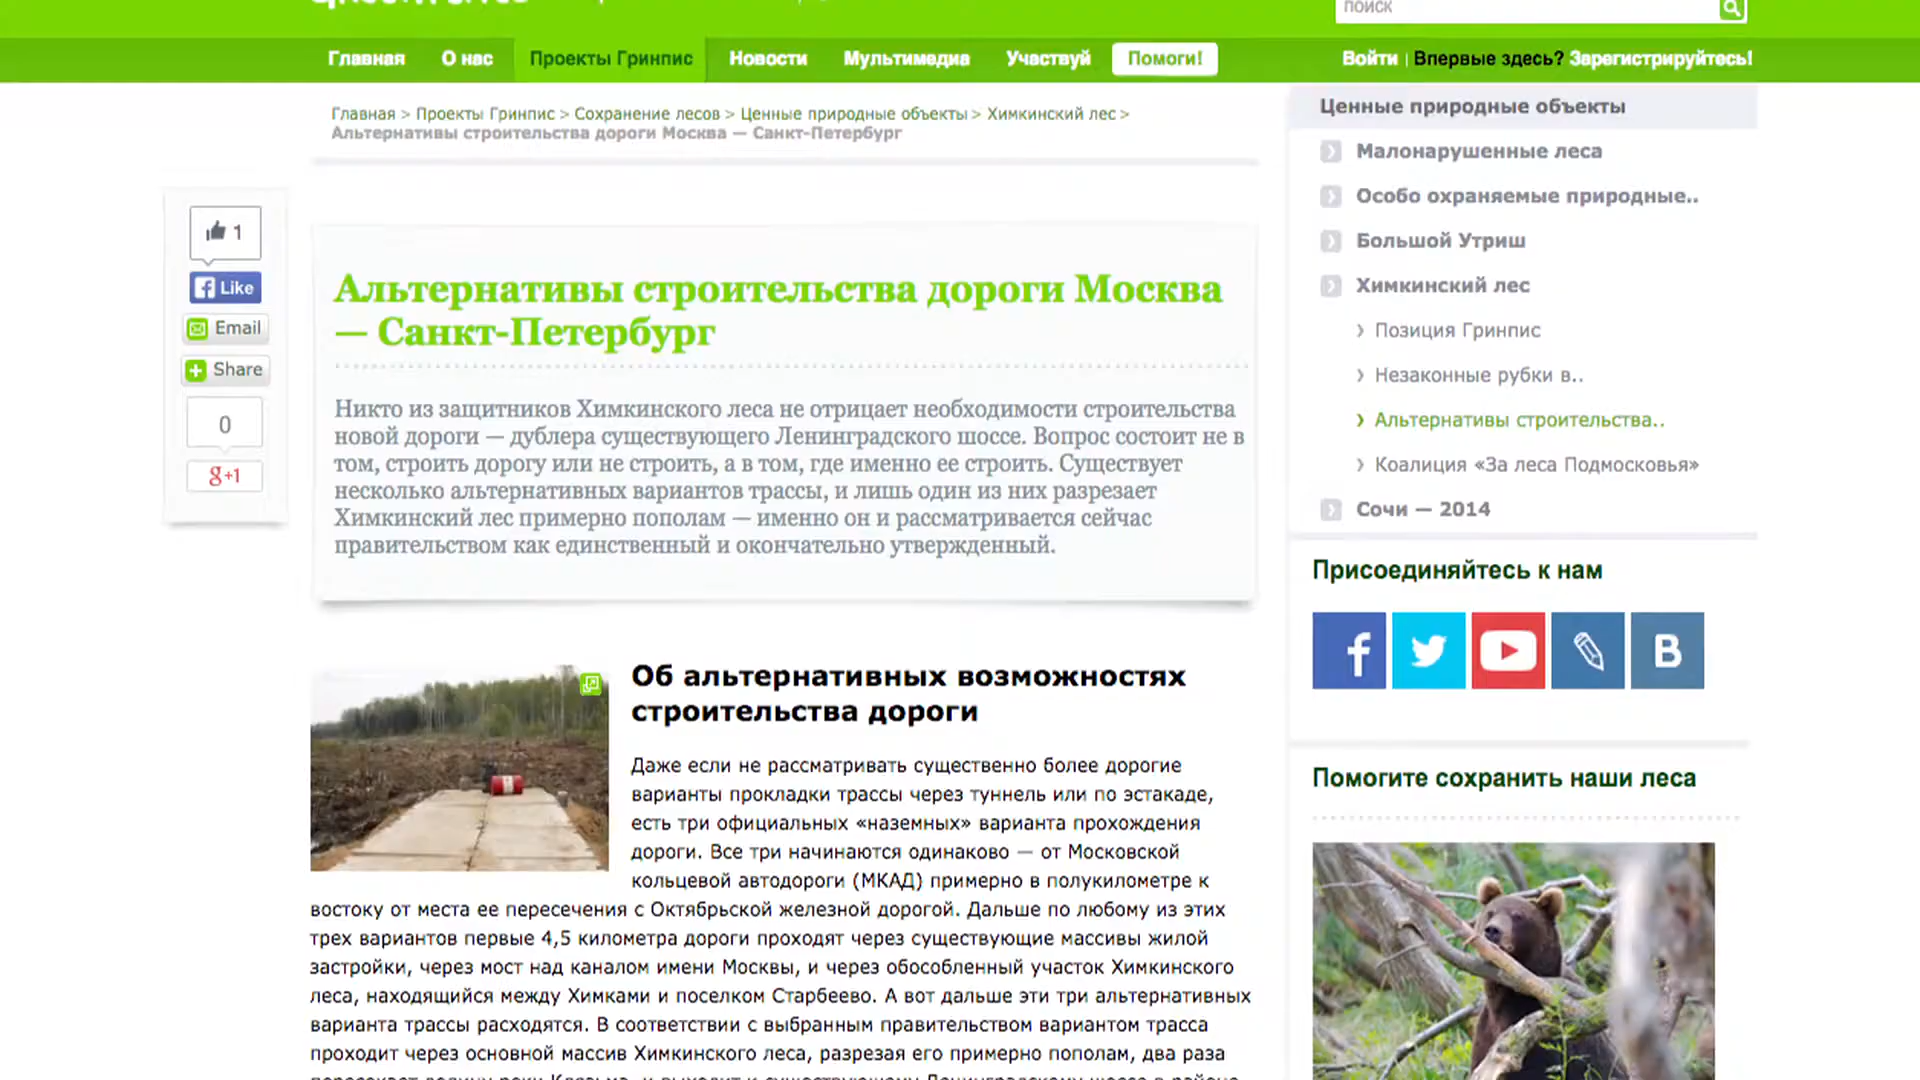 поиск
Главная О нас Проекты Гринпис Новости Мультимедиа Участвуй Помоги! Войти | Впервые здесь? Зарегистрируйтесь!
Главная > Проекты Гринпис > Сохранение лесов > Ценные природные объекты > Химкинский лес >
Альтернативы строительства дороги Москва — Санкт-Петербург
1
Like
Email
Share
0
g+1
Альтернативы строительства дороги Москва
— Санкт-Петербург
Никто из защитников Химкинского леса не отрицает необходимости строительства
новой дороги — дублера существующего Ленинградского шоссе. Вопрос состоит не в
том, строить дорогу или не строить, а в том, где именно ее строить. Существует
несколько альтернативных вариантов трассы, и лишь один из них разрезает
Химкинский лес примерно пополам — именно он и рассматривается сейчас
правительством как единственный и окончательно утвержденный.
Об альтернативных возможностях
строительства дороги
Даже если не рассматривать существенно более дорогие
варианты прокладки трассы через туннель или по эстакаде,
есть три официальных «наземных» варианта прохождения
дороги. Все три начинаются одинаково — от Московской
кольцевой автодороги (МКАД) примерно в полукилометре к
востоку от места ее пересечения с Октябрьской железной дорогой. Дальше по любому из этих
трех вариантов первые 4,5 километра дороги проходят через существующие массивы жилой
застройки, через мост над каналом имени Москвы, и через обособленный участок Химкинского
леса, находящийся между Химками и поселком Старбеево. А вот дальше эти три альтернативных
варианта трассы расходятся. В соответствии с выбранным правительством вариантом трасса
проходит через основной массив Химкинского леса, разрезая его примерно пополам, два раза
Ценные природные объекты
Малонарушенные леса
Особо охраняемые природные..
Большой Утриш
Химкинский лес
Позиция Гринпис
Незаконные рубки в..
Альтернативы строительства..
Коалиция «За леса Подмосковья»
Сочи — 2014
Присоединяйтесь к нам
Помогите сохранить наши леса